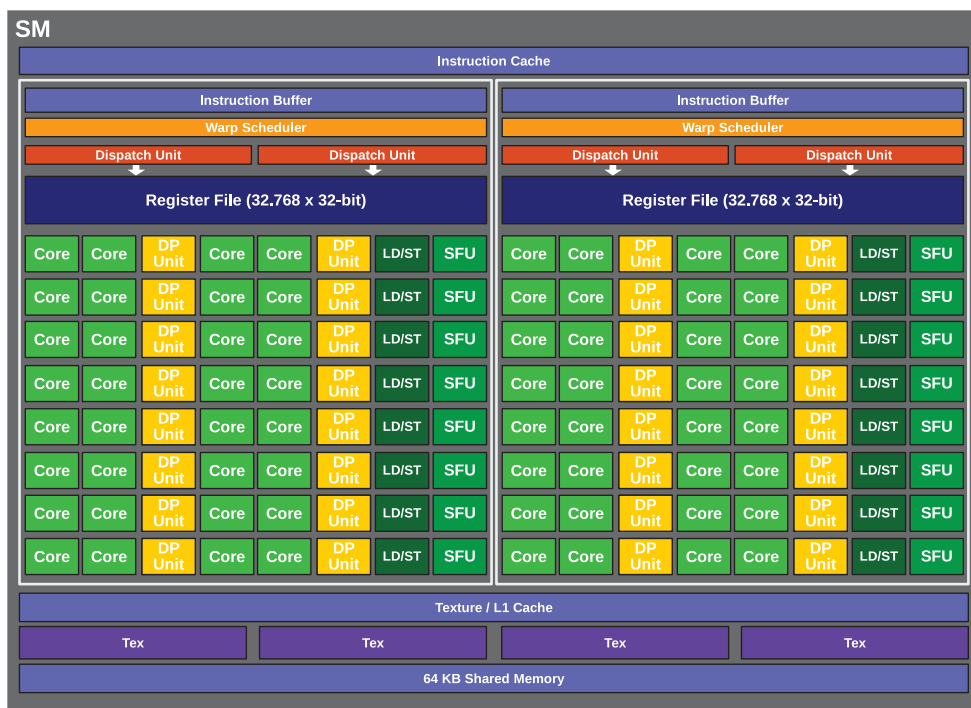 SM
Instruction Cache
Instruction Buffer Instruction Buffer
Warp Scheduler Warp Scheduler
Dispatch Unit Dispatch Unit Dispatch Unit Dispatch Unit
Register File (32.768 x 32-bit) Register File (32.768 x 32-bit)
Core Core DP Unit Core Core DP Unit LD/ST SFU Core Core DP Unit Core Core DP Unit LD/ST SFU
Core Core DP Unit Core Core DP Unit LD/ST SFU Core Core DP Unit Core Core DP Unit LD/ST SFU
Core Core DP Unit Core Core DP Unit LD/ST SFU Core Core DP Unit Core Core DP Unit LD/ST SFU
Core Core DP Unit Core Core DP Unit LD/ST SFU Core Core DP Unit Core Core DP Unit LD/ST SFU
Core Core DP Unit Core Core DP Unit LD/ST SFU Core Core DP Unit Core Core DP Unit LD/ST SFU
Core Core DP Unit Core Core DP Unit LD/ST SFU Core Core DP Unit Core Core DP Unit LD/ST SFU
Core Core DP Unit Core Core DP Unit LD/ST SFU Core Core DP Unit Core Core DP Unit LD/ST SFU
Core Core DP Unit Core Core DP Unit LD/ST SFU Core Core DP Unit Core Core DP Unit LD/ST SFU
Texture / L1 Cache
Tex Tex Tex Tex
64 KB Shared Memory